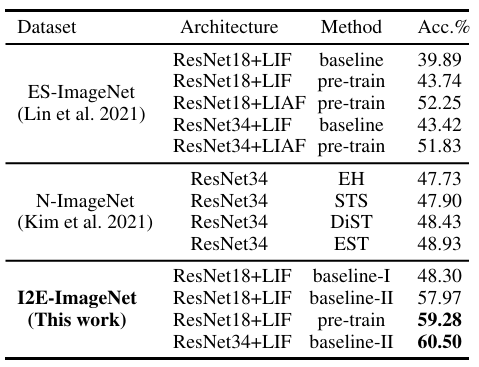 Dataset Architecture Method Acc.%
ES-ImageNet (Lin et al. 2021)
ResNet18+LIF baseline 39.89
ResNet18+LIF pre-train 43.74
ResNet18+LIAF pre-train 52.25
ResNet34+LIF baseline 43.42
ResNet34+LIAF pre-train 51.83
N-ImageNet (Kim et al. 2021)
ResNet34 EH 47.73
ResNet34 STS 47.90
ResNet34 DiST 48.43
ResNet34 EST 48.93
I2E-ImageNet (This work)
ResNet18+LIF baseline-I 48.30
ResNet18+LIF baseline-II 57.97
ResNet18+LIF pre-train 59.28
ResNet34+LIF baseline-II 60.50